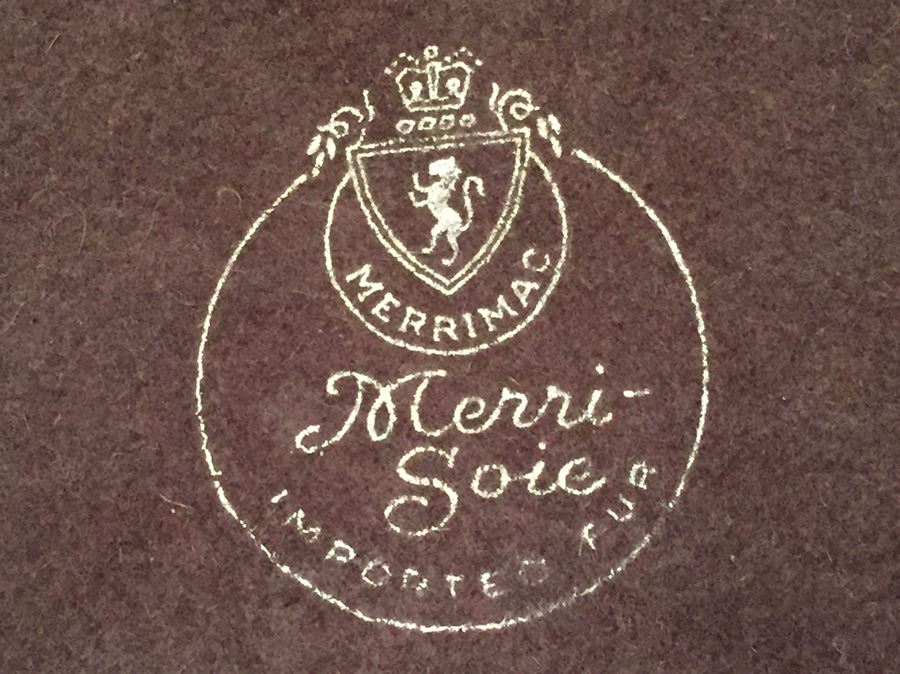 MERRIMAC
Merri-
Soie
IMPORTED FUR